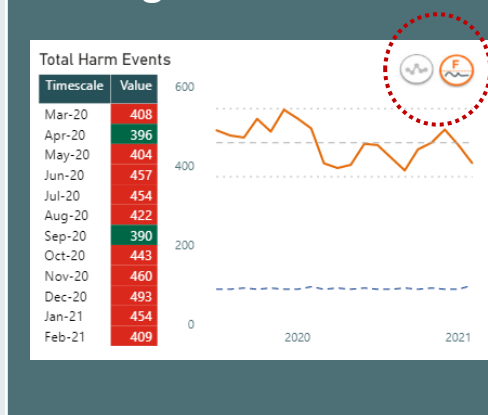 Total Harm Events
Timescale Value
Mar-20 408
Apr-20 396
May-20 404
Jun-20 457
Jul-20 454
Aug-20 422
Sep-20 390
Oct-20 443
Nov-20 460
Dec-20 493
Jan-21 454
Feb-21 409
F
600
400
200
0
2020 2021